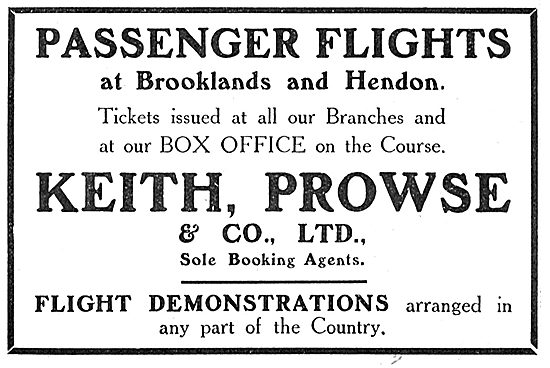 PASSENGER FLIGHTS
at Brooklands and Hendon.
Tickets issued at all our Branches and
at our BOX OFFICE on the Course.
KEITH, PROWSE
& CO., LTD.,
Sole Booking Agents.
FLIGHT DEMONSTRATIONS arranged in
any part of the Country.